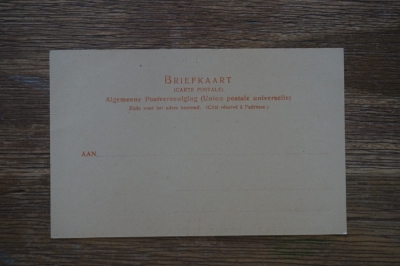 BRIEFKAART
(CARTE POSTALE)
Algemeene Postvereeniging (Union postale universelle)
Zijde voor het adres bestemd. (Côté réservé à l'adresse.)
AAN